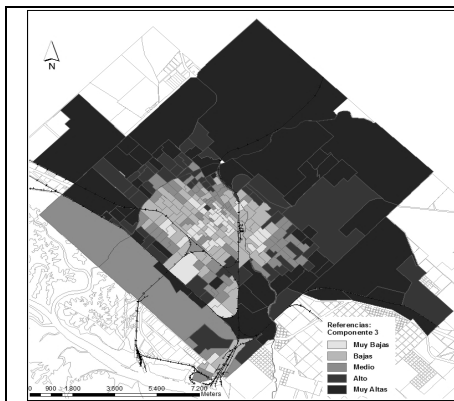 N
Referencias:
Componente 3
Muy Bajas
Bajas
Medio
Alto
Muy Altas
0 900 1.800 3.600 5.400 7.200
Meters